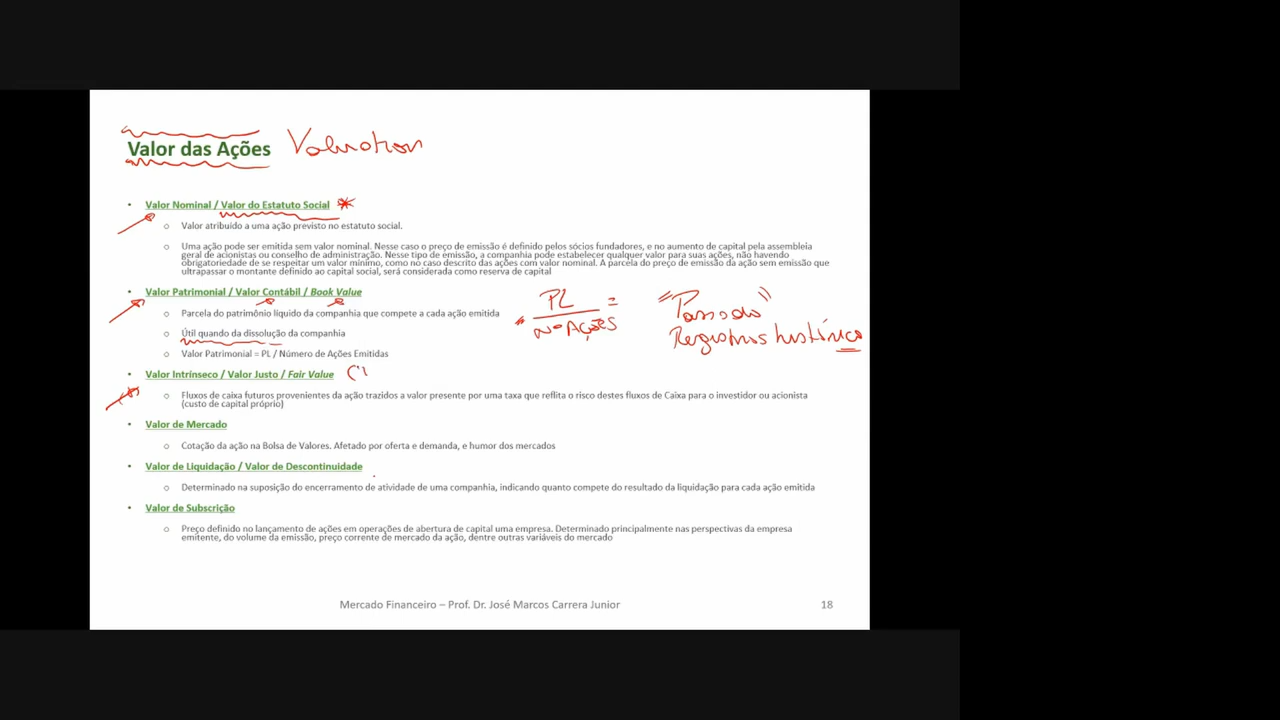 Valor das Ações Valuation
• Valor Nominal / Valor do Estatuto Social *
o Valor atribuído a uma ação previsto no estatuto social.
o Uma ação pode ser emitida sem valor nominal. Nesse caso o preço de emissão é definido pelos sócios fundadores, e no aumento de capital pela assembleia
geral de acionistas ou conselho de administração. Nesse tipo de emissão, a companhia pode estabelecer qualquer valor para suas ações, não havendo
obrigatoriedade de se respeitar um valor mínimo, como no caso descrito das ações com valor nominal. A parcela do preço de emissão da ação sem emissão que
ultrapassar o montante definido ao capital social, será considerada como reserva de capital
• Valor Patrimonial / Valor Contábil / Book Value
o Parcela do patrimônio líquido da companhia que compete a cada ação emitida
o Útil quando da dissolução da companhia
o Valor Patrimonial = PL / Número de Ações Emitidas
PL =
Nº AÇÕES
"Passado"
Registros históricos
• Valor Intrínseco / Valor Justo / Fair Value
o Fluxos de caixa futuros provenientes da ação trazidos a valor presente por uma taxa que reflita o risco destes fluxos de Caixa para o investidor ou acionista
(custo de capital próprio)
• Valor de Mercado
o Cotação da ação na Bolsa de Valores. Afetado por oferta e demanda, e humor dos mercados
• Valor de Liquidação / Valor de Descontinuidade
o Determinado na suposição do encerramento de atividade de uma companhia, indicando quanto compete do resultado da liquidação para cada ação emitida
• Valor de Subscrição
o Preço definido no lançamento de ações em operações de abertura de capital uma empresa. Determinado principalmente nas perspectivas da empresa
emitente, do volume da emissão, preço corrente de mercado da ação, dentre outras variáveis do mercado
Mercado Financeiro – Prof. Dr. José Marcos Carrera Junior 18